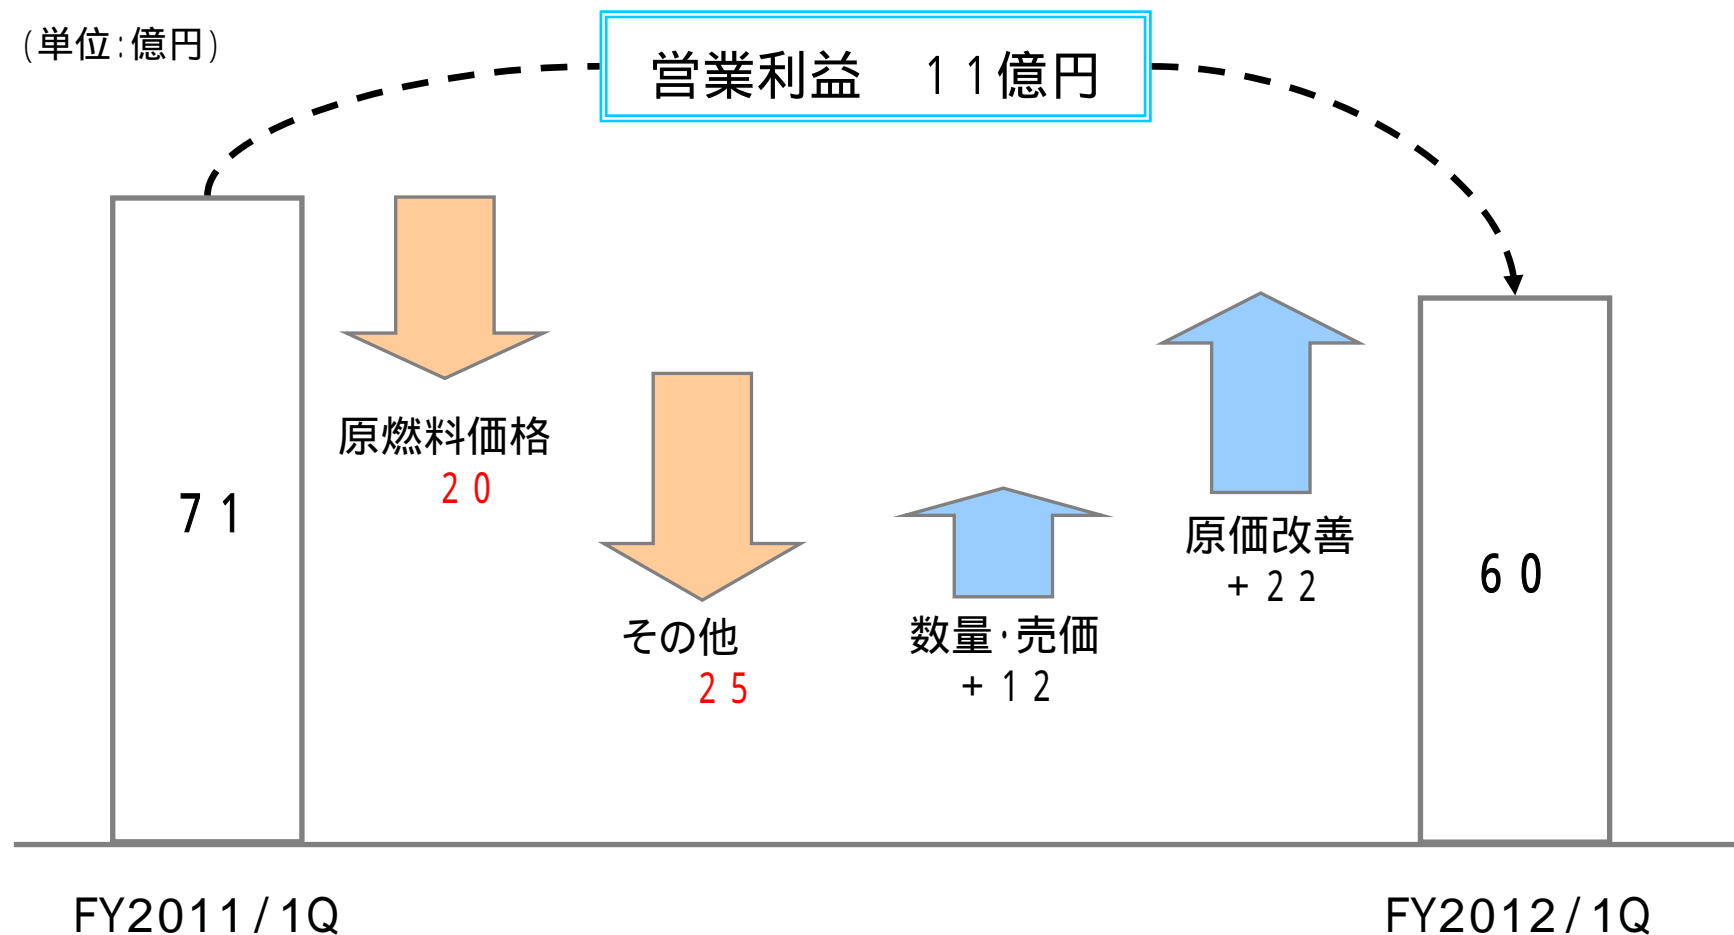 (単位:億円)
営業利益　11億円
原燃料価格
20
71
その他
25
数量・売価
+12
原価改善
+22
60
FY2011/1Q
FY2012/1Q